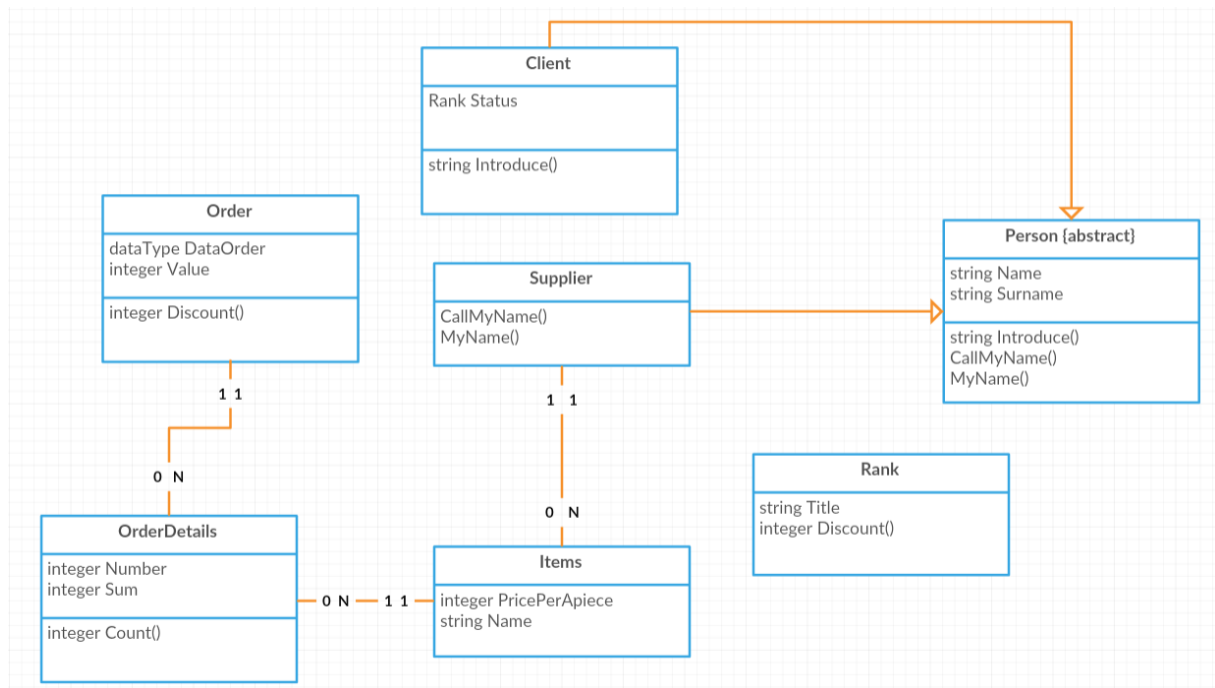 Client
Rank Status
string Introduce()
Order
dataType DataOrder
integer Value
integer Discount()
Person {abstract}
string Name
string Surname
string Introduce()
CallMyName()
MyName()
Supplier
CallMyName()
MyName()
1 1
1 1
0 N
0 N
Rank
string Title
integer Discount()
OrderDetails
integer Number
integer Sum
integer Count()
0 N
1 1
Items
integer PricePerApiece
string Name